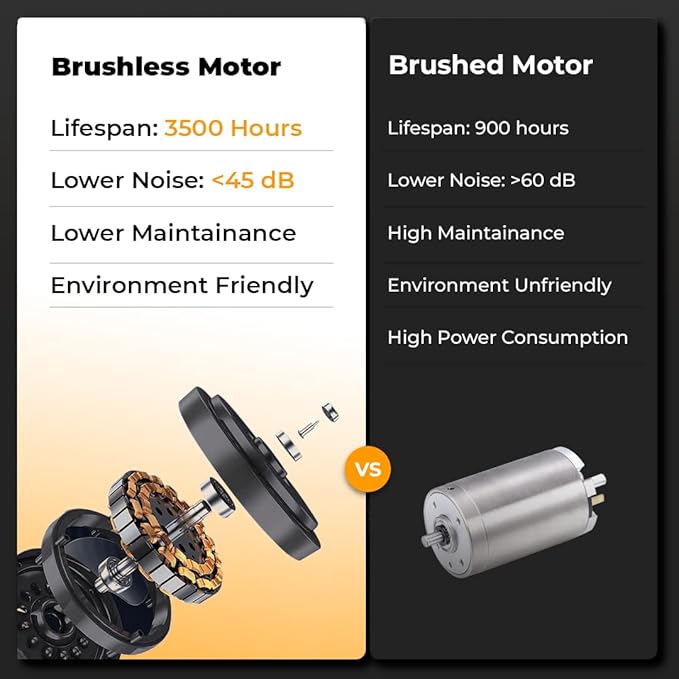 Brushless Motor
Lifespan: 3500 Hours
Lower Noise: <45 dB
Lower Maintainance
Environment Friendly
Brushed Motor
Lifespan: 900 hours
Lower Noise: >60 dB
High Maintainance
Environment Unfriendly
High Power Consumption
VS